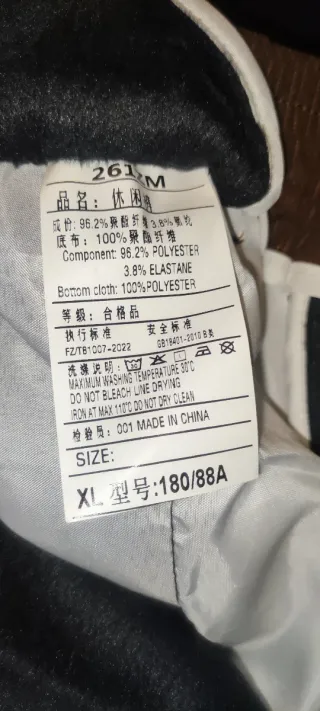 品名：休闲裤
成份：96.2%聚酯纤维3.8%氨纶
底布：100%聚酯纤维
Component: 96.2% POLYESTER
3.8% ELASTANE
Bottom cloth: 100%POLYESTER
等级：合格品
执行标准 安全标准
FZ/T81007-2022 GB18401-2010 B类
洗涤说明：
MAXIMUM WASHING TEMPERATURE 30℃
DO NOT BLEACH LINE DRYING
IRON AT MAX 110℃ DO NOT DRY CLEAN
检验员：001 MADE IN CHINA
SIZE:
XL 型号:180/88A